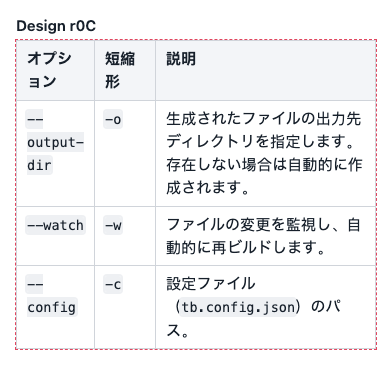 Design r0C
オプシ
ョン
短縮
形
説明
--
output-
dir
-o
生成されたファイルの出力先
ディレクトリを指定します。
存在しない場合は自動的に作
成されます。
--watch
-w
ファイルの変更を監視し、自
動的に再ビルドします。
--
config
-c
設定ファイル
（tb.config.json）のパ
ス。